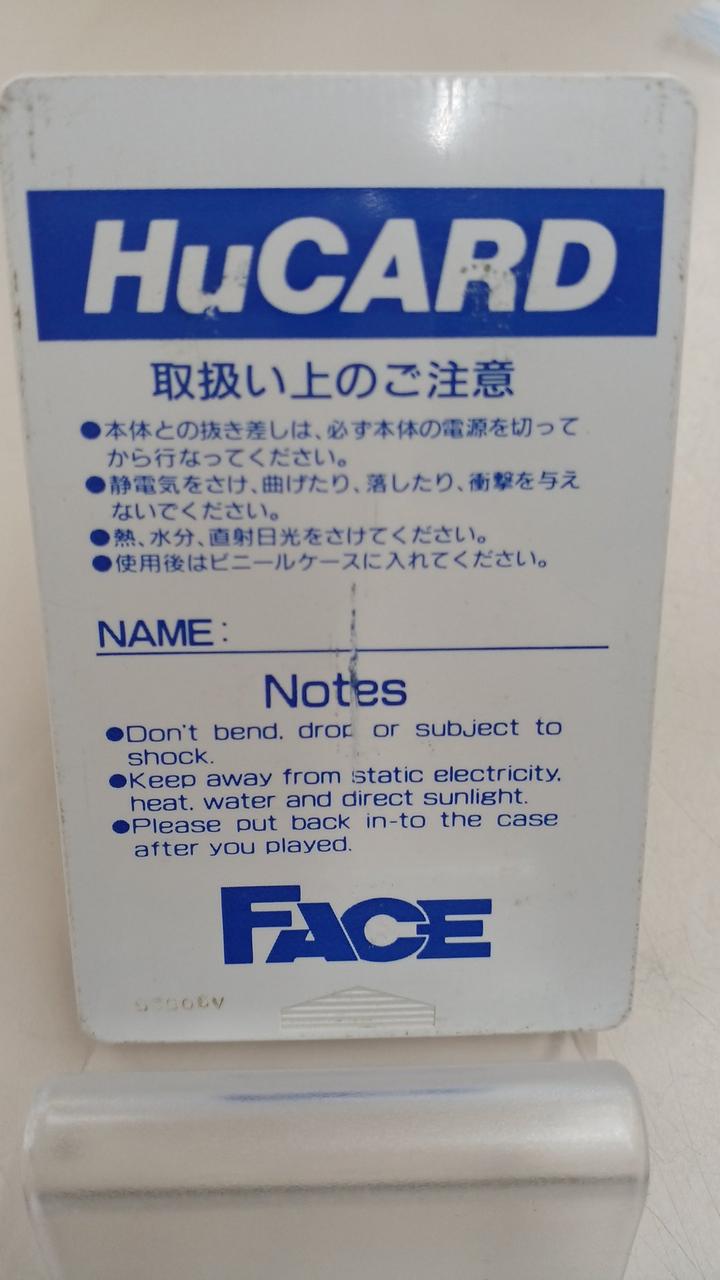 HuCARD
取扱い上のご注意
●本体との抜き差しは、必ず本体の電源を切って
から行なってください。
●静電気をさけ、曲げたり、落したり、衝撃を与え
ないでください。
●熱、水分、直射日光をさけてください。
●使用後はビニールケースに入れてください。
NAME:
Notes
●Don't bend, drop or subject to
shock.
●Keep away from static electricity,
heat, water and direct sunlight.
●Please put back in-to the case
after you played.
FACE